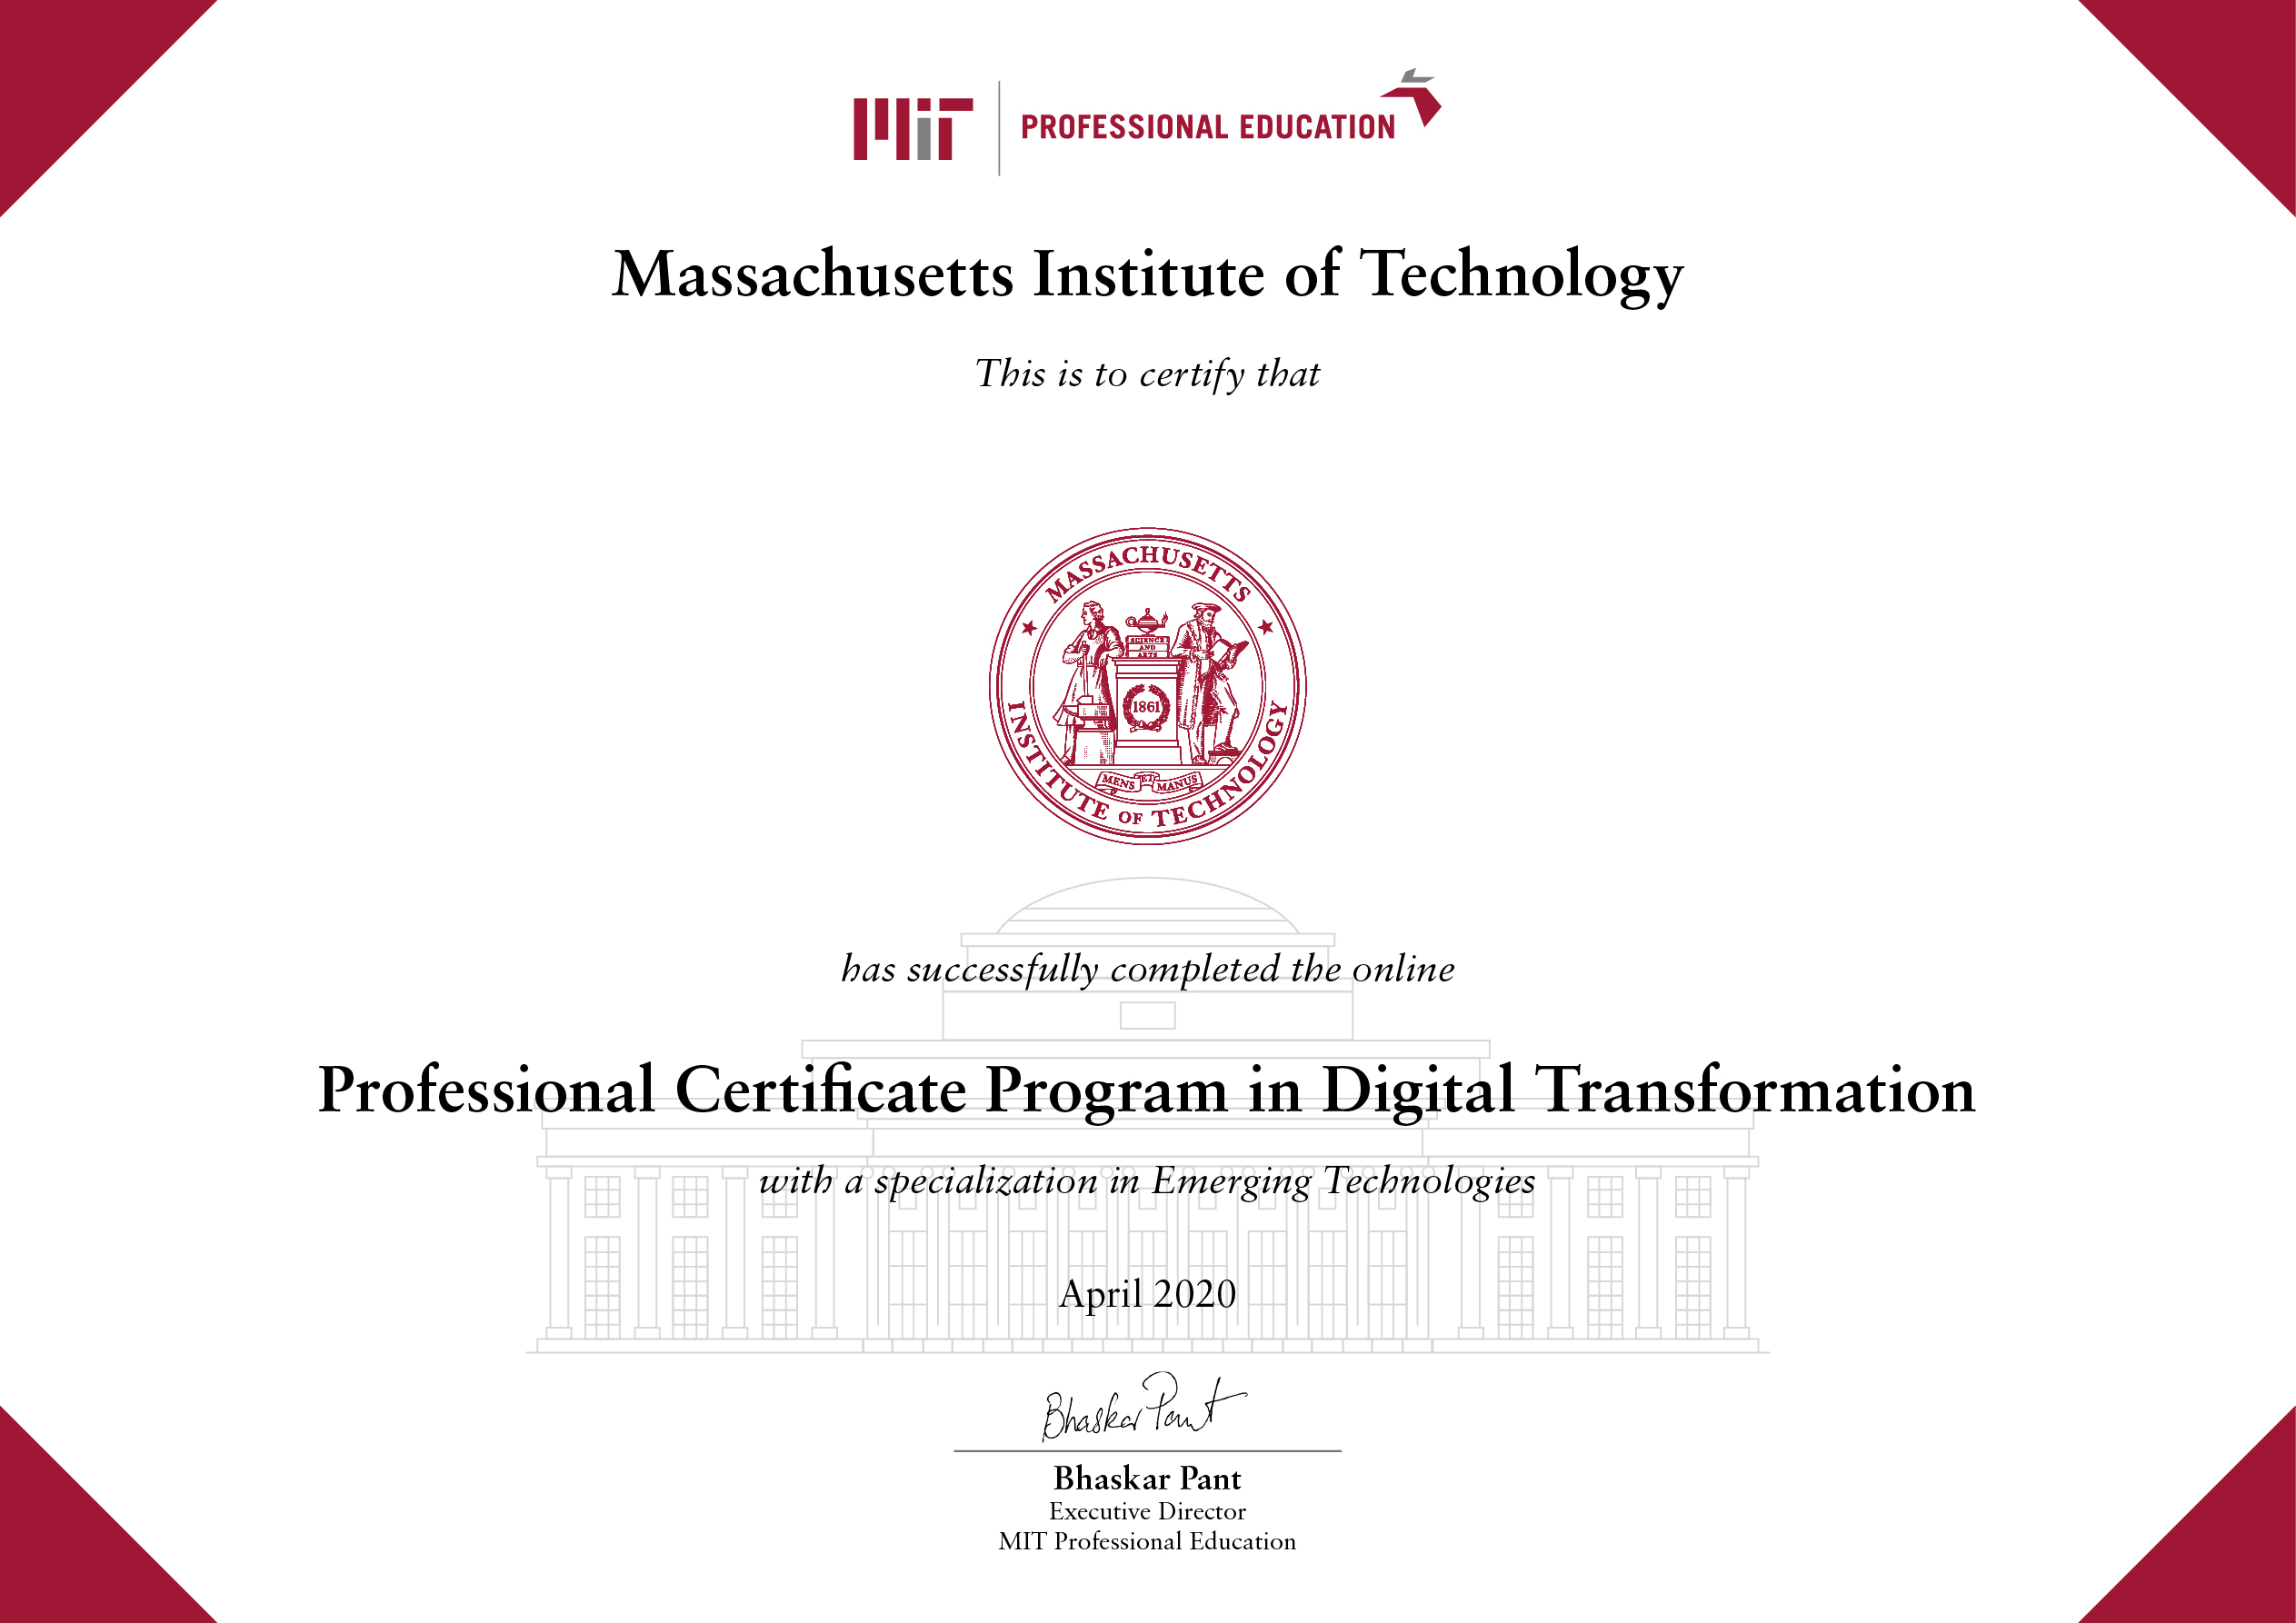 MIT PROFESSIONAL EDUCATION
Massachusetts Institute of Technology
This is to certify that
MASSACHUSETTS
SCIENCE
AND
ARTS
1861
MENS ET MANUS
INSTITUTE OF TECHNOLOGY
has successfully completed the online
Professional Certificate Program in Digital Transformation
with a specialization in Emerging Technologies
April 2020
Bhaskar Pant
Bhaskar Pant
Executive Director
MIT Professional Education